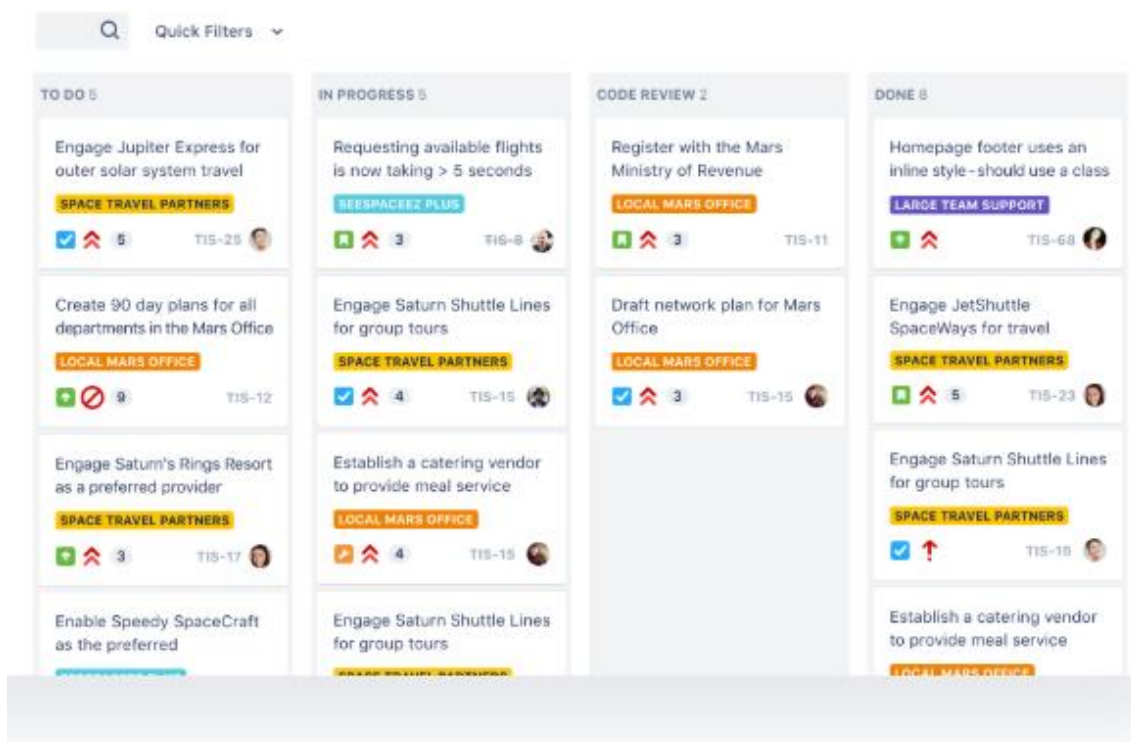 Quick Filters
TO DO 5
Engage Jupiter Express for
outer solar system travel
SPACE TRAVEL PARTNERS
5
TIS-25
Create 90 day plans for all
departments in the Mars Office
LOCAL MARS OFFICE
9
TIS-12
Engage Saturn's Rings Resort
as a preferred provider
SPACE TRAVEL PARTNERS
3
TIS-17
Enable Speedy SpaceCraft
as the preferred
IN PROGRESS 5
Requesting available flights
is now taking > 5 seconds
SEESPACEEZ PLUS
3
TIS-8
Engage Saturn Shuttle Lines
for group tours
SPACE TRAVEL PARTNERS
4
TIS-15
Establish a catering vendor
to provide meal service
LOCAL MARS OFFICE
4
TIS-15
Engage Saturn Shuttle Lines
for group tours
SPACE TRAVEL PARTNERS
CODE REVIEW 2
Register with the Mars
Ministry of Revenue
LOCAL MARS OFFICE
3
TIS-11
Draft network plan for Mars
Office
LOCAL MARS OFFICE
3
TIS-15
DONE 8
Homepage footer uses an
inline style-should use a class
LARGE TEAM SUPPORT
TIS-68
Engage JetShuttle
SpaceWays for travel
SPACE TRAVEL PARTNERS
5
TIS-23
Engage Saturn Shuttle Lines
for group tours
SPACE TRAVEL PARTNERS
Establish a catering vendor
to provide meal service
LOCAL MARS OFFICE